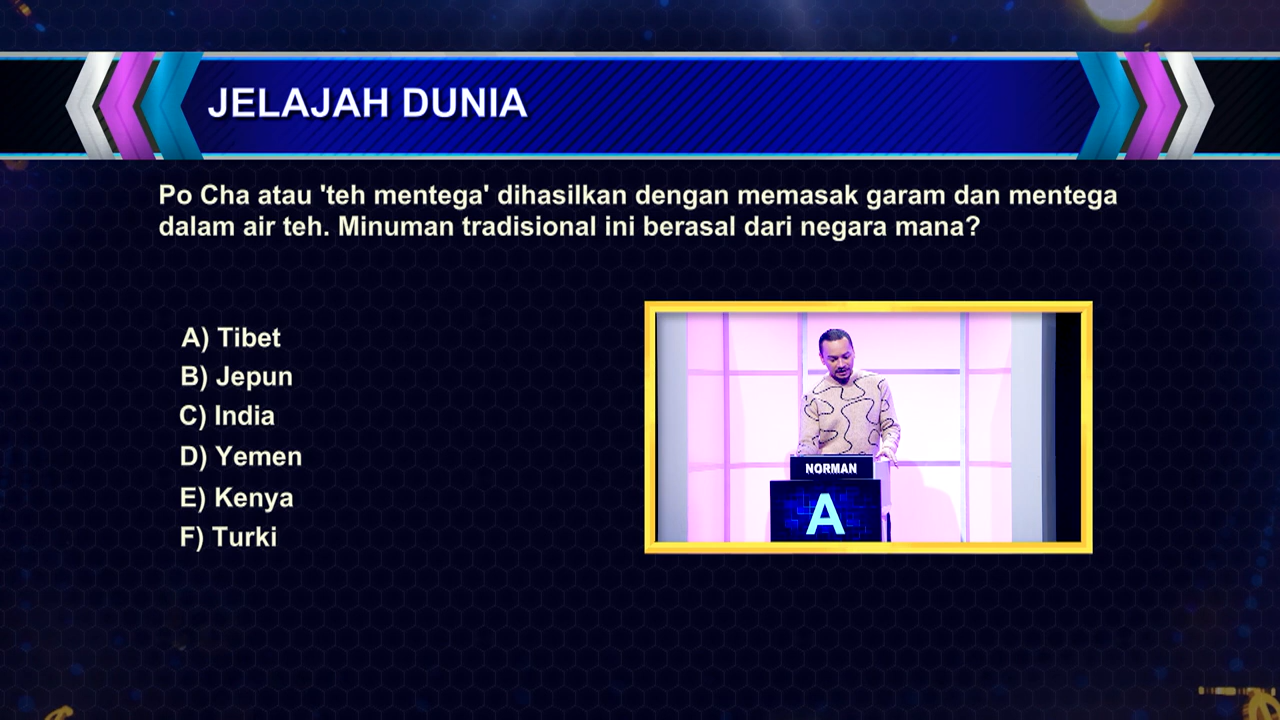 JELAJAH DUNIA
Po Cha atau 'teh mentega' dihasilkan dengan memasak garam dan mentega
dalam air teh. Minuman tradisional ini berasal dari negara mana?
A) Tibet
B) Jepun
C) India
D) Yemen
E) Kenya
F) Turki
NORMAN
A